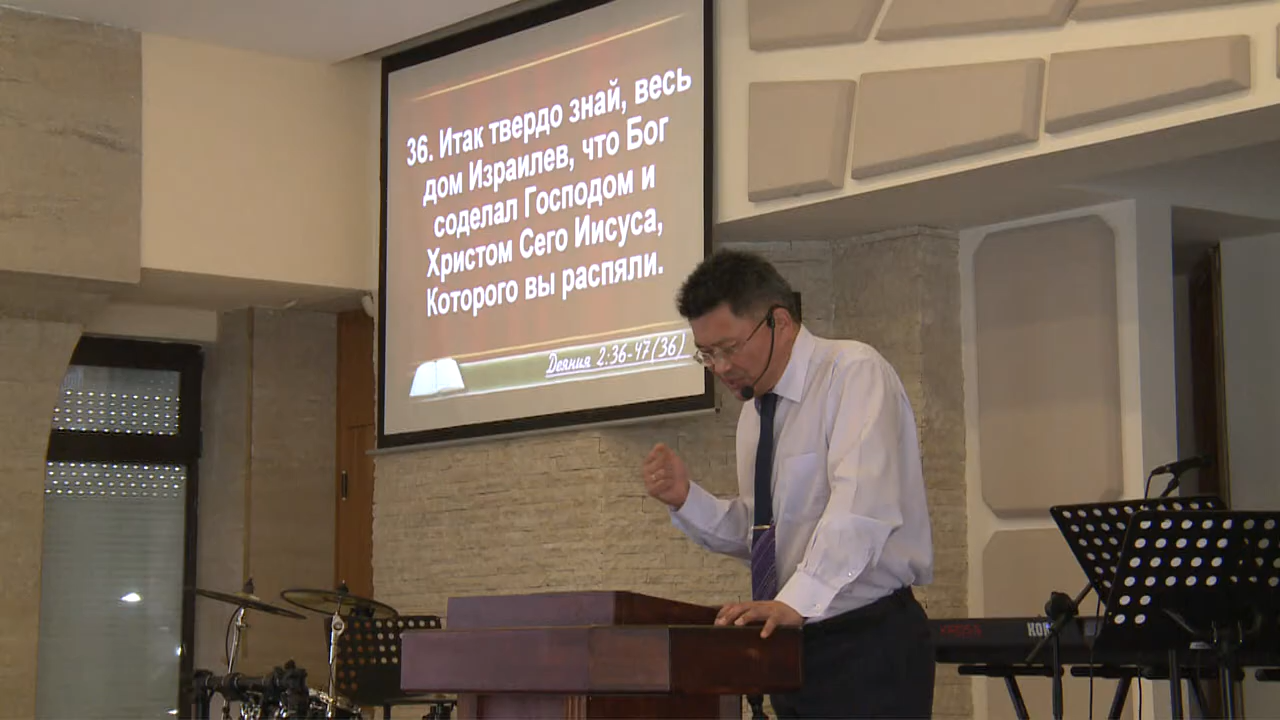 36. Итак твердо знай, весь
дом Израилев, что Бог
соделал Господом и
Христом Сего Иисуса,
Которого вы распяли.
Деяния 2:36-47(36)
KORG